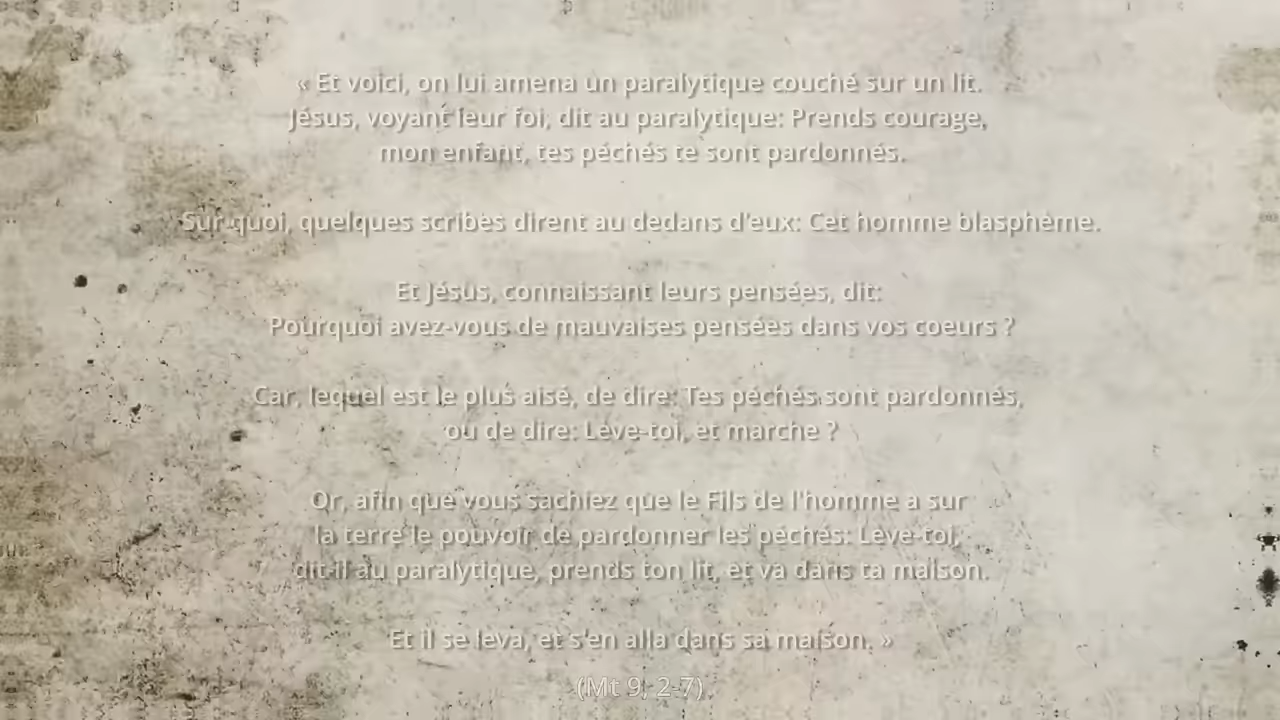 « Et voici, on lui amena un paralytique couché sur un lit.
Jésus, voyant leur foi, dit au paralytique: Prends courage,
mon enfant, tes péchés te sont pardonnés.
Sur quoi, quelques scribes dirent au dedans d'eux: Cet homme blasphème.
Et Jésus, connaissant leurs pensées, dit:
Pourquoi avez-vous de mauvaises pensées dans vos coeurs ?
Car, lequel est le plus aisé, de dire: Tes péchés sont pardonnés,
ou de dire: Lève-toi, et marche ?
Or, afin que vous sachiez que le Fils de l'homme a sur
la terre le pouvoir de pardonner les péchés: Lève-toi,
dit-il au paralytique, prends ton lit, et va dans ta maison.
Et il se leva, et s'en alla dans sa maison. »
(Mt 9, 2-7)